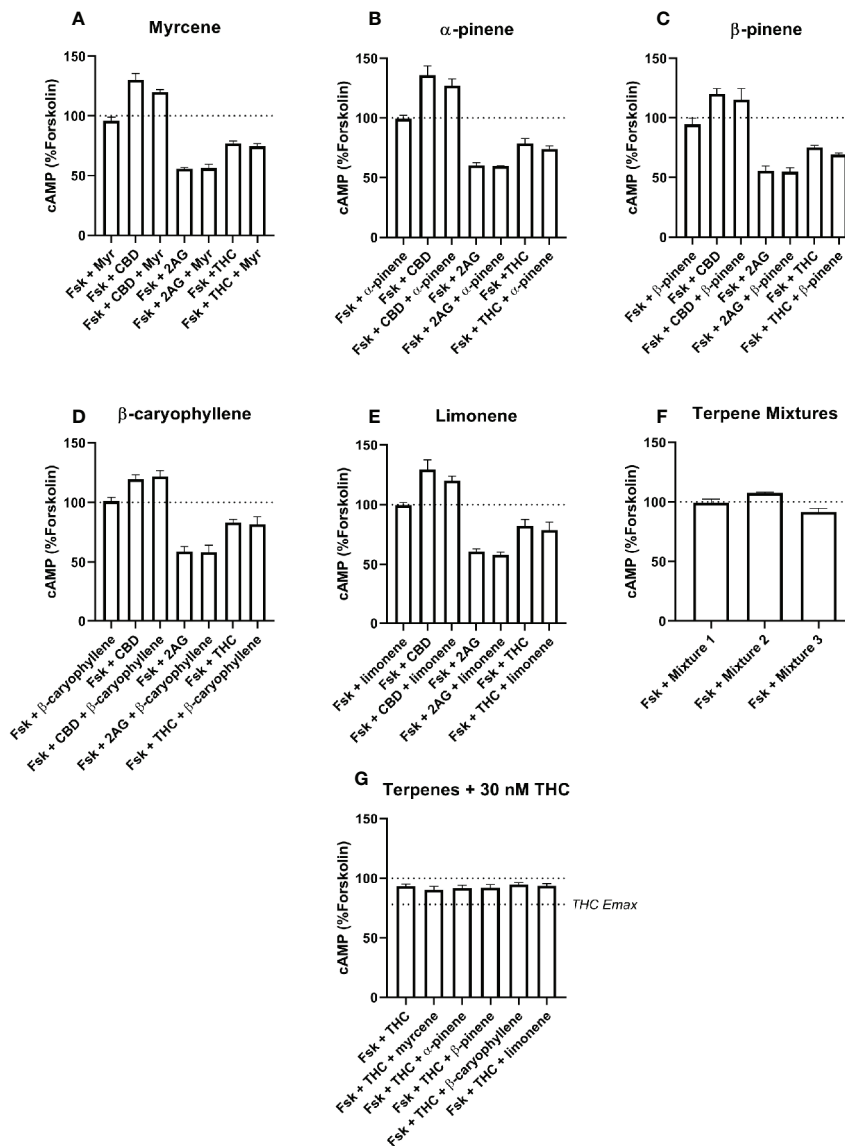 A
Myrcene
cAMP (%Forskolin)
150
100
50
0
Fsk + Myr
Fsk + CBD
Fsk + CBD + Myr
Fsk + 2AG
Fsk + 2AG + Myr
Fsk +THC
Fsk + THC + Myr
B
α-pinene
cAMP (%Forskolin)
150
100
50
0
Fsk + α-pinene
Fsk + CBD
Fsk + CBD + α-pinene
Fsk + 2AG
Fsk + 2AG + α-pinene
Fsk +THC
Fsk + THC + α-pinene
C
β-pinene
cAMP (%Forskolin)
150
100
50
0
Fsk + β-pinene
Fsk + CBD
Fsk + CBD + β-pinene
Fsk + 2AG
Fsk + 2AG + β-pinene
Fsk + THC
Fsk + THC + β-pinene
D
β-caryophyllene
cAMP (%Forskolin)
150
100
50
0
Fsk + β-caryophyllene
Fsk + CBD
Fsk + CBD + β-caryophyllene
Fsk + 2AG
Fsk + 2AG + β-caryophyllene
Fsk + THC
Fsk + THC + β-caryophyllene
E
Limonene
cAMP (%Forskolin)
150
100
50
0
Fsk + limonene
Fsk + CBD
Fsk + CBD + limonene
Fsk + 2AG
Fsk + 2AG + limonene
Fsk + THC
Fsk + THC + limonene
F
Terpene Mixtures
cAMP (%Forskolin)
150
100
50
0
Fsk + Mixture 1
Fsk + Mixture 2
Fsk + Mixture 3
G
Terpenes + 30 nM THC
cAMP (%Forskolin)
150
100
50
0
THC Emax
Fsk + THC
Fsk + THC + myrcene
Fsk + THC + α-pinene
Fsk + THC + β-pinene
Fsk + THC + β-caryophyllene
Fsk + THC + limonene